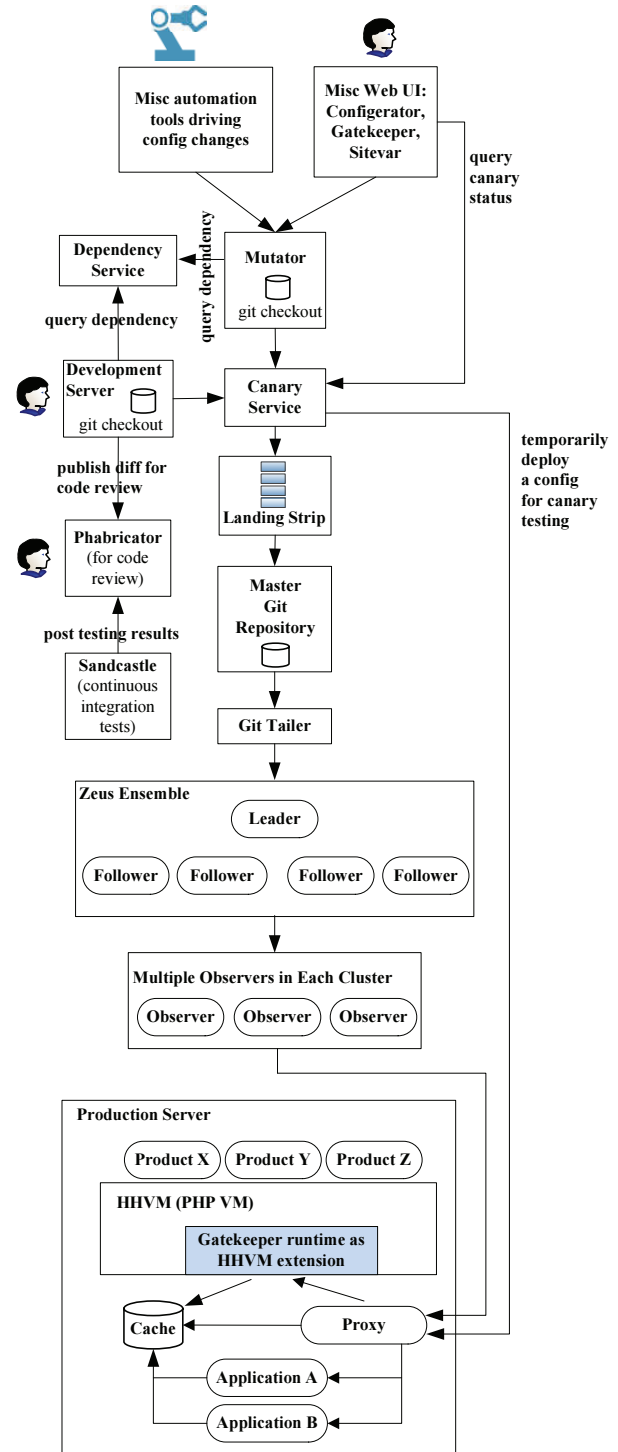 Misc automation
tools driving
config changes
Misc Web UI:
Configerator,
Gatekeeper,
Sitevar
query
canary
status
Dependency
Service
query dependency
Mutator
git checkout
query dependency
Development
Server
git checkout
Canary
Service
publish diff for
code review
temporarily
deploy
a config
for canary
testing
Landing Strip
Phabricator
(for code
review)
Master
Git
Repository
post testing results
Sandcastle
(continuous
integration
tests)
Git Tailer
Zeus Ensemble
Leader
Follower
Follower
Follower
Follower
Multiple Observers in Each Cluster
Observer
Observer
Observer
Production Server
Product X
Product Y
Product Z
HHVM (PHP VM)
Gatekeeper runtime as
HHVM extension
Cache
Proxy
Application A
Application B